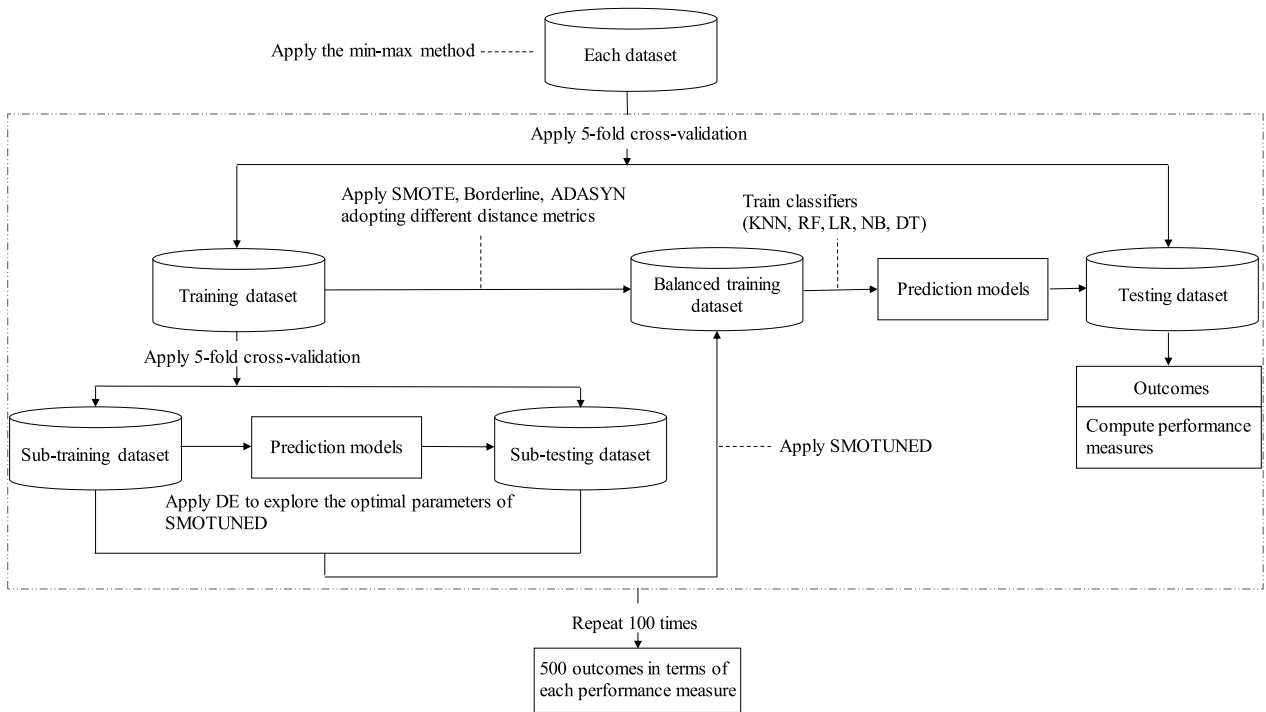 Apply the min-max method
Each dataset
Apply 5-fold cross-validation
Apply SMOTE, Borderline, ADASYN
adopting different distance metrics
Train classifiers
(KNN, RF, LR, NB, DT)
Training dataset
Balanced training
dataset
Prediction models
Testing dataset
Apply 5-fold cross-validation
Outcomes
Compute performance
measures
Sub-training dataset
Prediction models
Sub-testing dataset
Apply SMOTUNED
Apply DE to explore the optimal parameters of
SMOTUNED
Repeat 100 times
500 outcomes in terms of
each performance measure